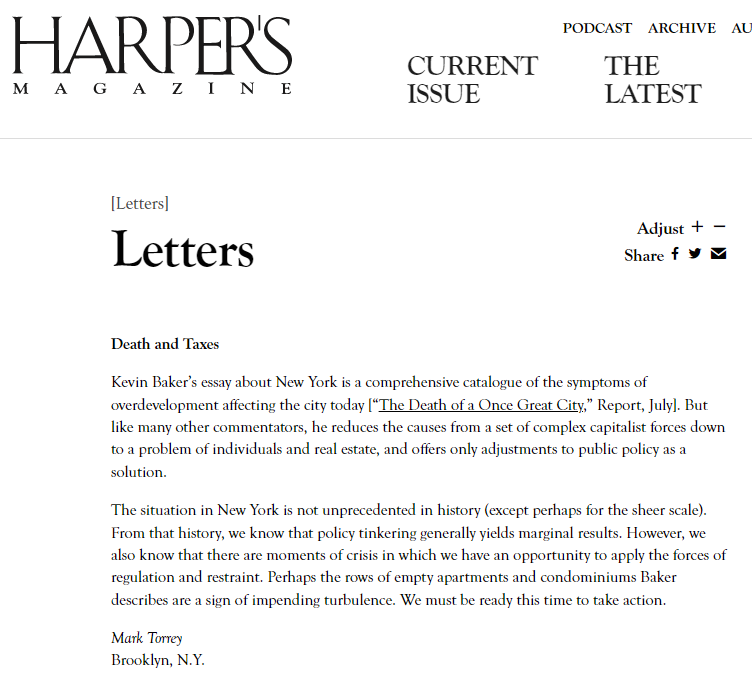 HARPER'S
MAGAZINE
PODCAST ARCHIVE AU
CURRENT
ISSUE
THE
LATEST
[Letters]
Letters
Adjust + −
Share
Death and Taxes
Kevin Baker’s essay about New York is a comprehensive catalogue of the symptoms of
overdevelopment affecting the city today [“The Death of a Once Great City,” Report, July]. But
like many other commentators, he reduces the causes from a set of complex capitalist forces down
to a problem of individuals and real estate, and offers only adjustments to public policy as a
solution.
The situation in New York is not unprecedented in history (except perhaps for the sheer scale).
From that history, we know that policy tinkering generally yields marginal results. However, we
also know that there are moments of crisis in which we have an opportunity to apply the forces of
regulation and restraint. Perhaps the rows of empty apartments and condominiums Baker
describes are a sign of impending turbulence. We must be ready this time to take action.
Mark Torrey
Brooklyn, N.Y.